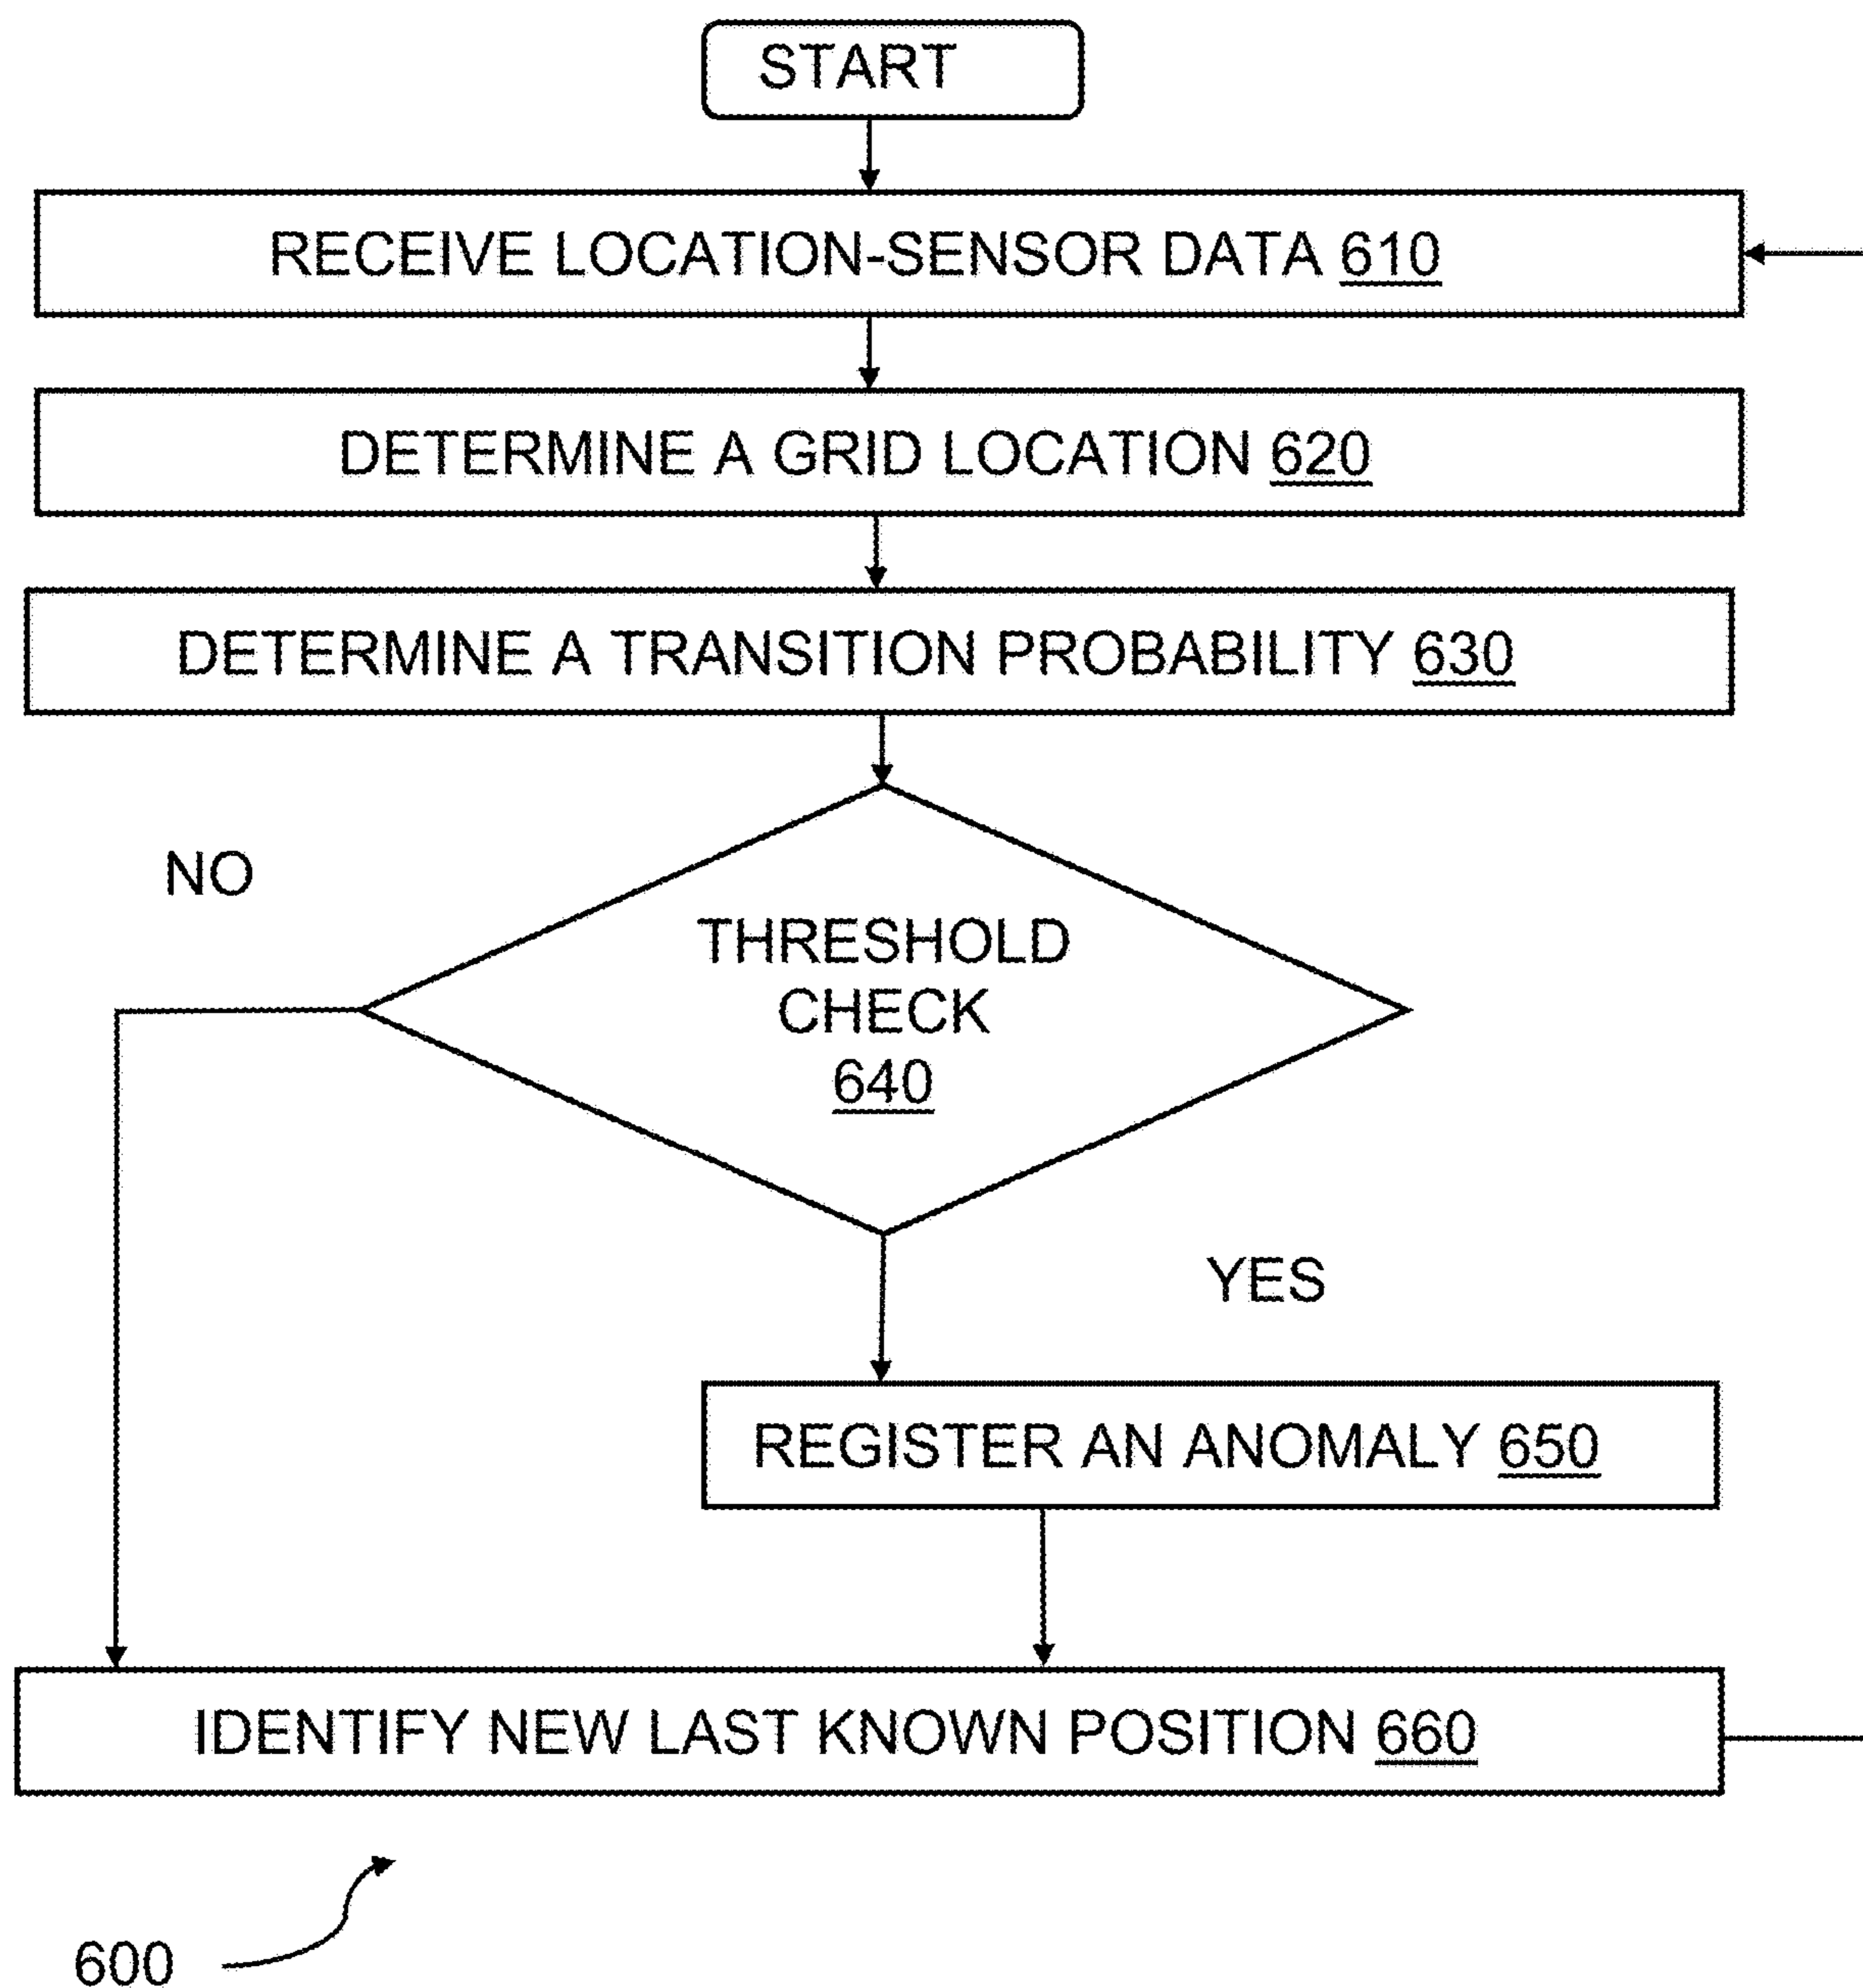 START
RECEIVE LOCATION-SENSOR DATA 610
DETERMINE A GRID LOCATION 620
DETERMINE A TRANSITION PROBABILITY 630
NO
THRESHOLD
CHECK
640
YES
REGISTER AN ANOMALY 650
IDENTIFY NEW LAST KNOWN POSITION 660
600